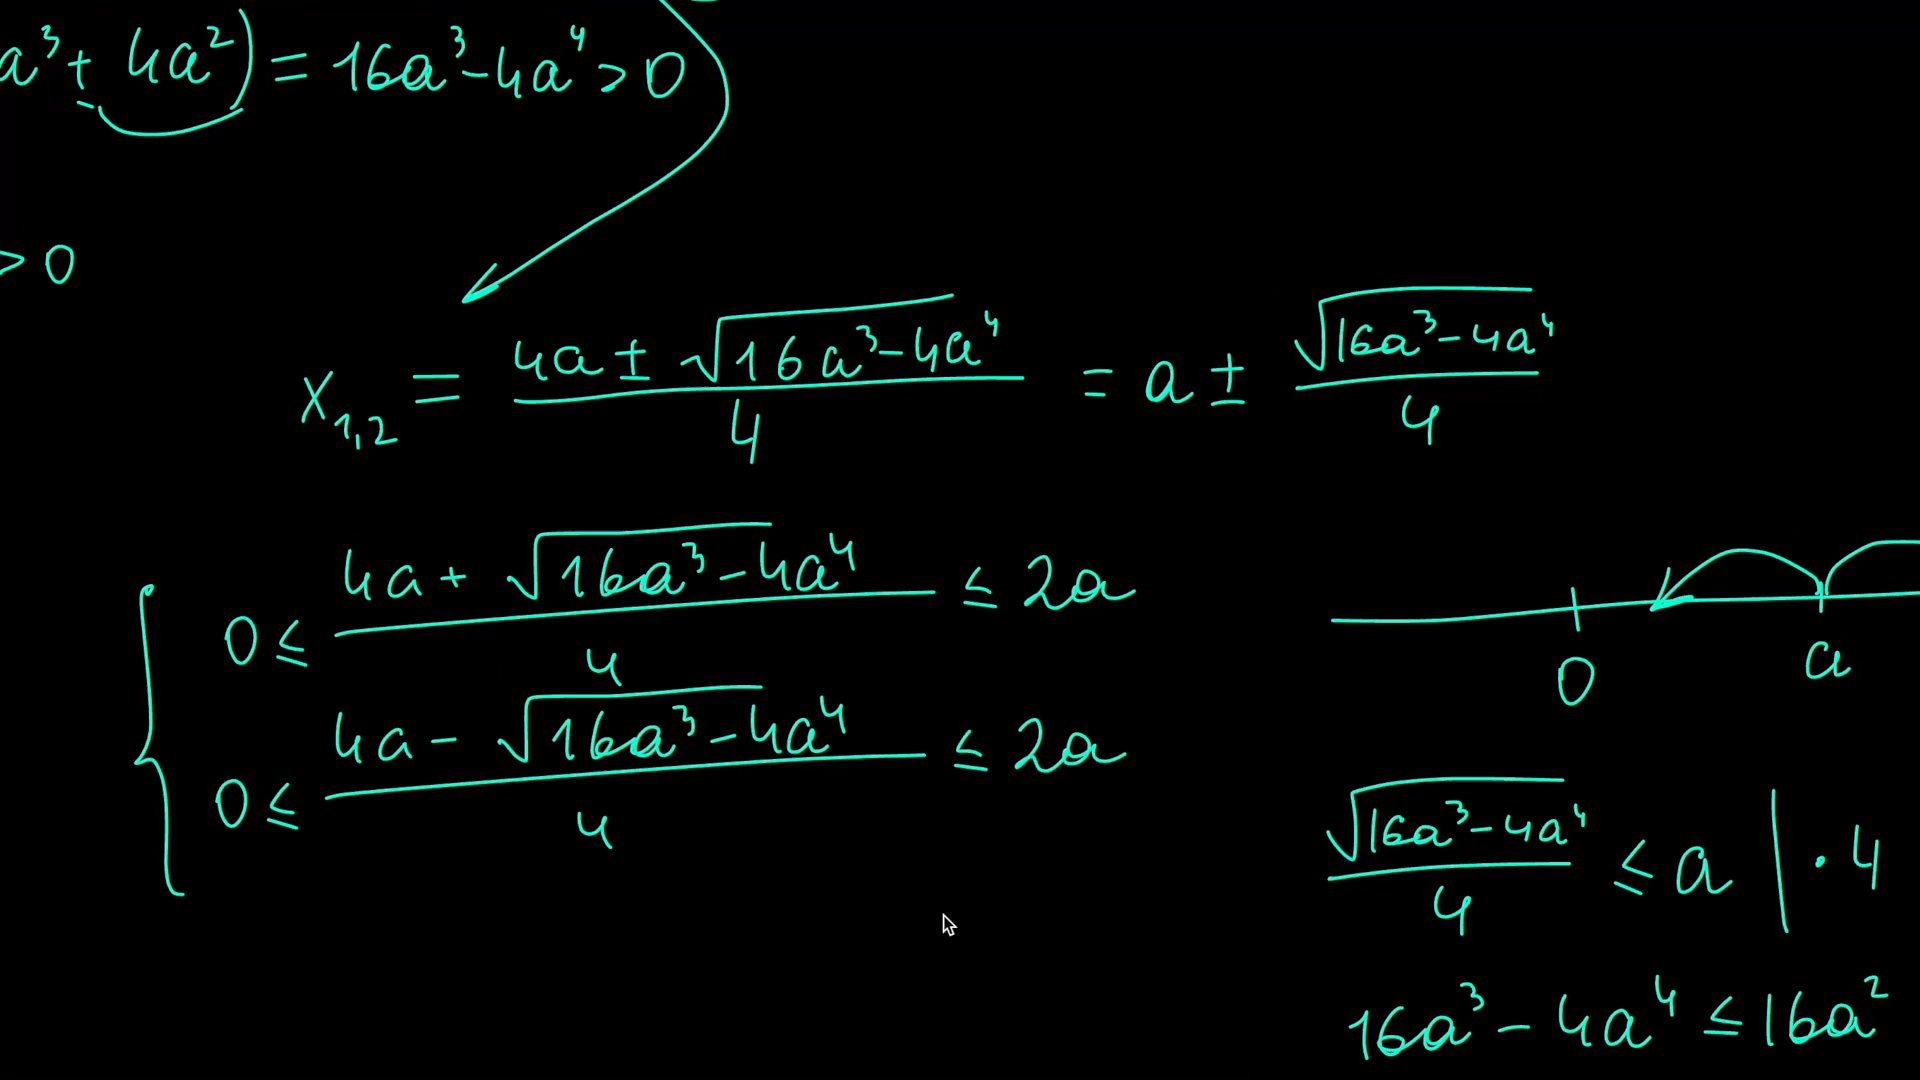 a³ + 4a²) = 16a³ - 4a⁴ > 0
> 0
x₁,₂ = (4a ± √(16a³ - 4a⁴))/4 = a ± √(16a³ - 4a⁴)/4
0 ≤ (4a + √(16a³ - 4a⁴))/4 ≤ 2a
0 ≤ (4a - √(16a³ - 4a⁴))/4 ≤ 2a
0 a
√(16a³ - 4a⁴)/4 ≤ a | · 4
16a³ - 4a⁴ ≤ 16a²